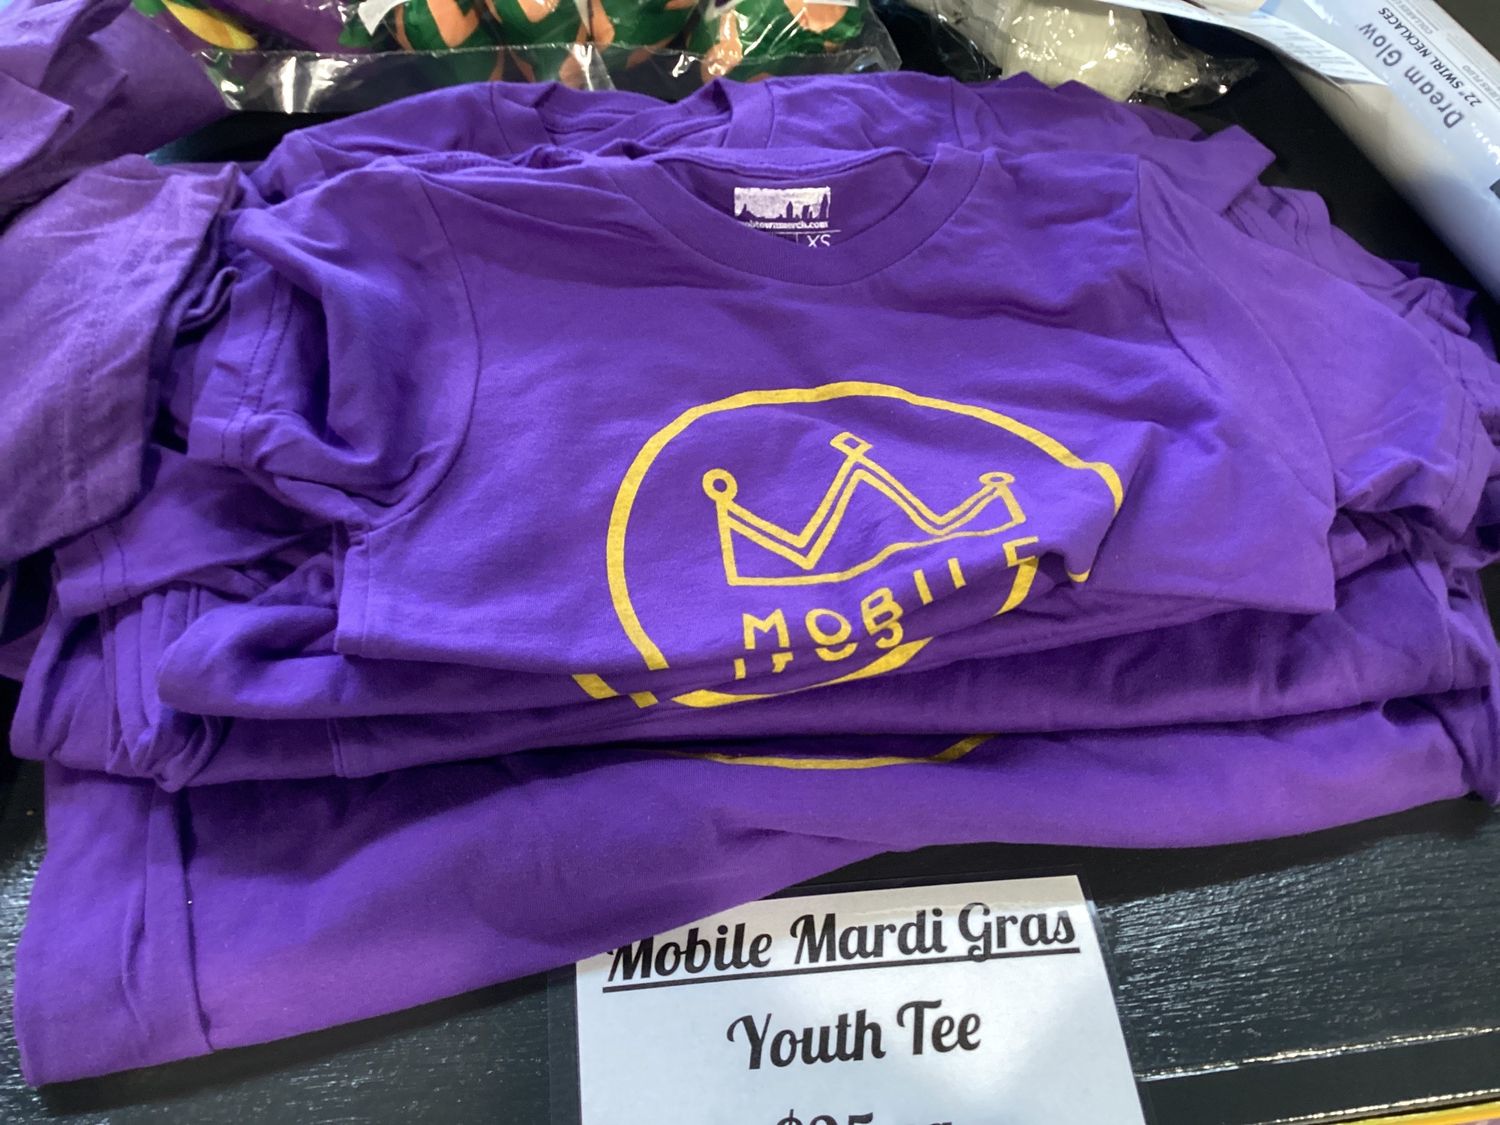 Dream Glow
22" SWIRL NECKLACES
XS
MOBILE
Mobile Mardi Gras
Youth Tee